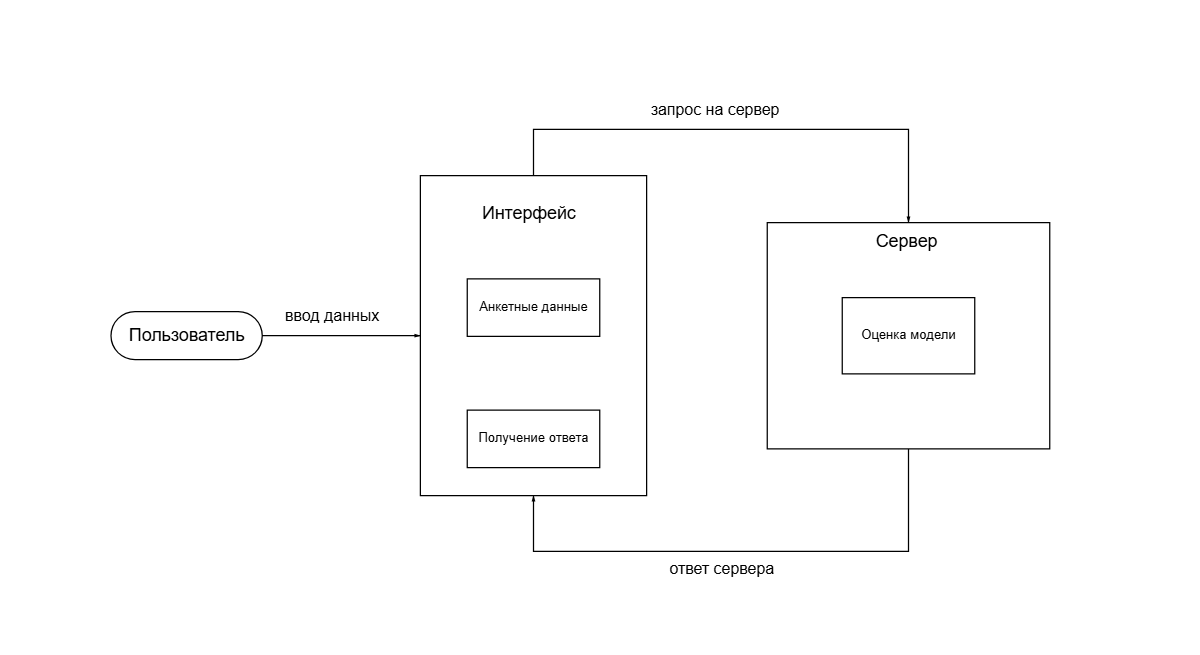 запрос на сервер
Интерфейс
Сервер
Анкетные данные
ввод данных
Пользователь
Оценка модели
Получение ответа
ответ сервера